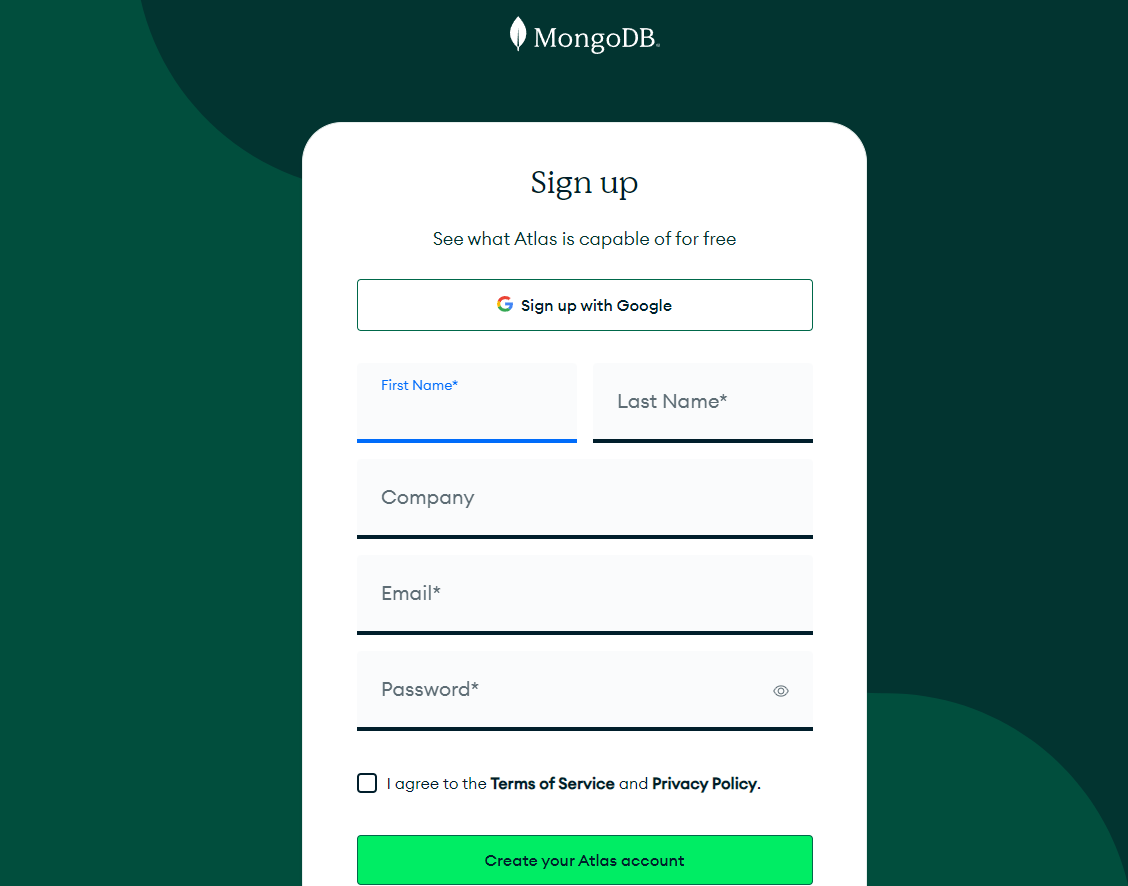 MongoDB
Sign up
See what Atlas is capable of for free
Sign up with Google
First Name*
Last Name*
Company
Email*
Password*
I agree to the Terms of Service and Privacy Policy.
Create your Atlas account